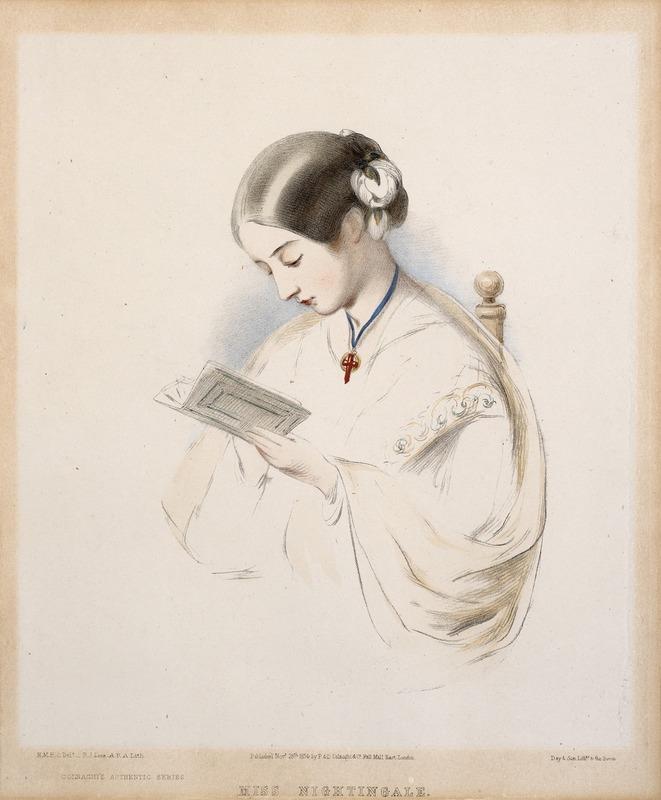 H.M.B.C. Delt. R.J. Lane. A.R.A. Lith.
Published Novr. 28th 1854 by P.& D. Colnaghi & Co. Pall Mall East, London.
Day & Son, Lithrs. to the Queen
COLNAGHI'S AUTHENTIC SERIES
MISS NIGHTINGALE.